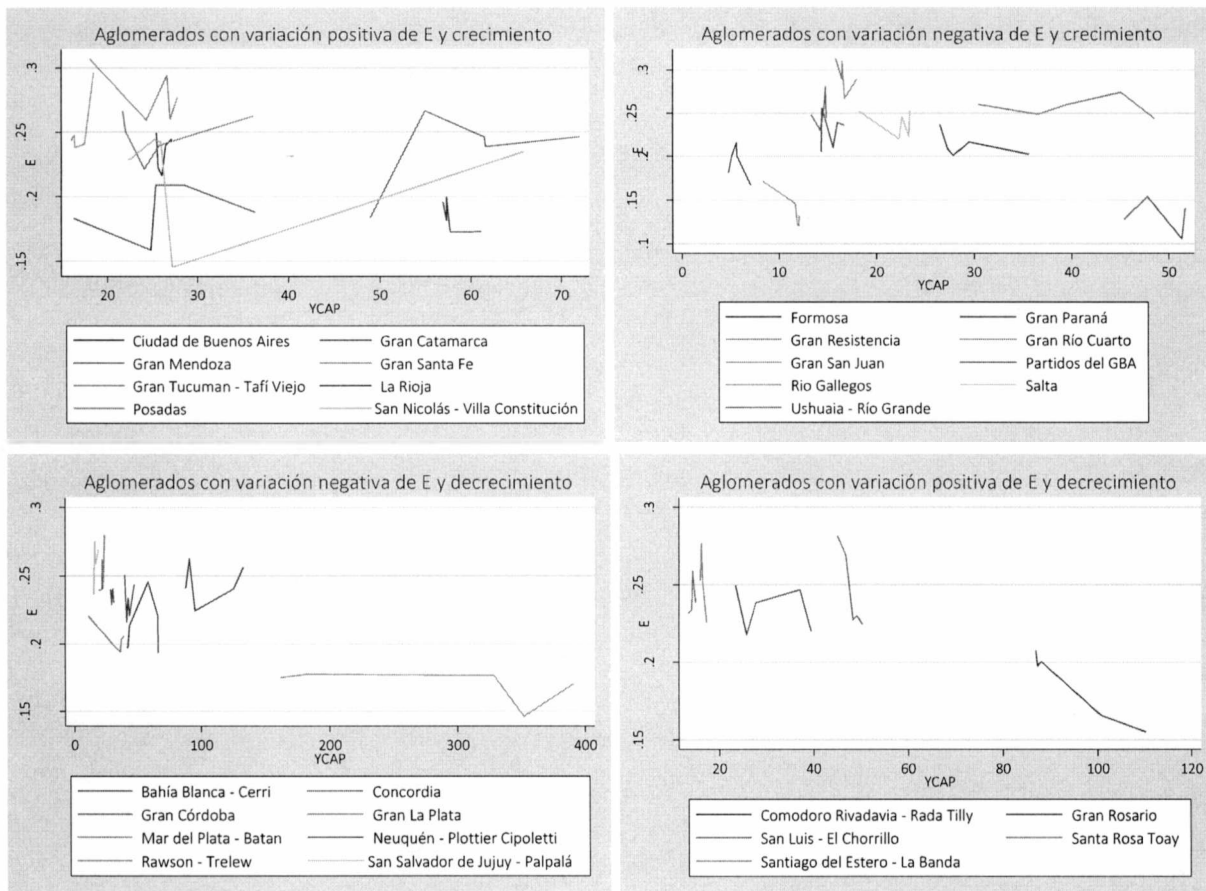 Aglomerados con variación positiva de E y crecimiento
.3
.25
E
.2
.15
20 30 40 50 60 70
YCAP
Ciudad de Buenos Aires Gran Catamarca
Gran Mendoza Gran Santa Fe
Gran Tucuman - Tafí Viejo La Rioja
Posadas San Nicolás - Villa Constitución
Aglomerados con variación negativa de E y crecimiento
.3
.25
E
.2
.15
.1
0 10 20 30 40 50
YCAP
Formosa Gran Paraná
Gran Resistencia Gran Río Cuarto
Gran San Juan Partidos del GBA
Rio Gallegos Salta
Ushuaia - Río Grande
Aglomerados con variación negativa de E y decrecimiento
.3
.25
E
.2
.15
0 100 200 300 400
YCAP
Bahía Blanca - Cerri Concordia
Gran Córdoba Gran La Plata
Mar del Plata - Batan Neuquén - Plottier Cipoletti
Rawson - Trelew San Salvador de Jujuy - Palpalá
Aglomerados con variación positiva de E y decrecimiento
.3
.25
E
.2
.15
20 40 60 80 100 120
YCAP
Comodoro Rivadavia - Rada Tilly Gran Rosario
San Luis - El Chorrillo Santa Rosa Toay
Santiago del Estero - La Banda